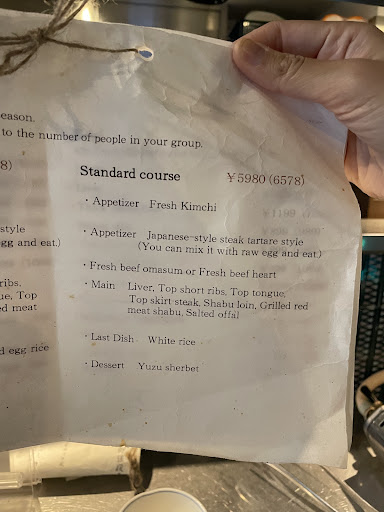 eason.
to the number of people in your group.
8)
Standard course ¥5980 (6578)
・Appetizer Fresh Kimchi
style
・Appetizer Japanese-style steak tartare style
egg and eat.)
(You can mix it with raw egg and eat.)
・Fresh beef omasum or Fresh beef heart
ribs,
・Main Liver, Top short ribs, Top tongue,
ue, Top
Top skirt steak, Shabu loin, Grilled red
ed meat
meat shabu, Salted offal
・Last Dish White rice
d egg rice
・Dessert Yuzu sherbet